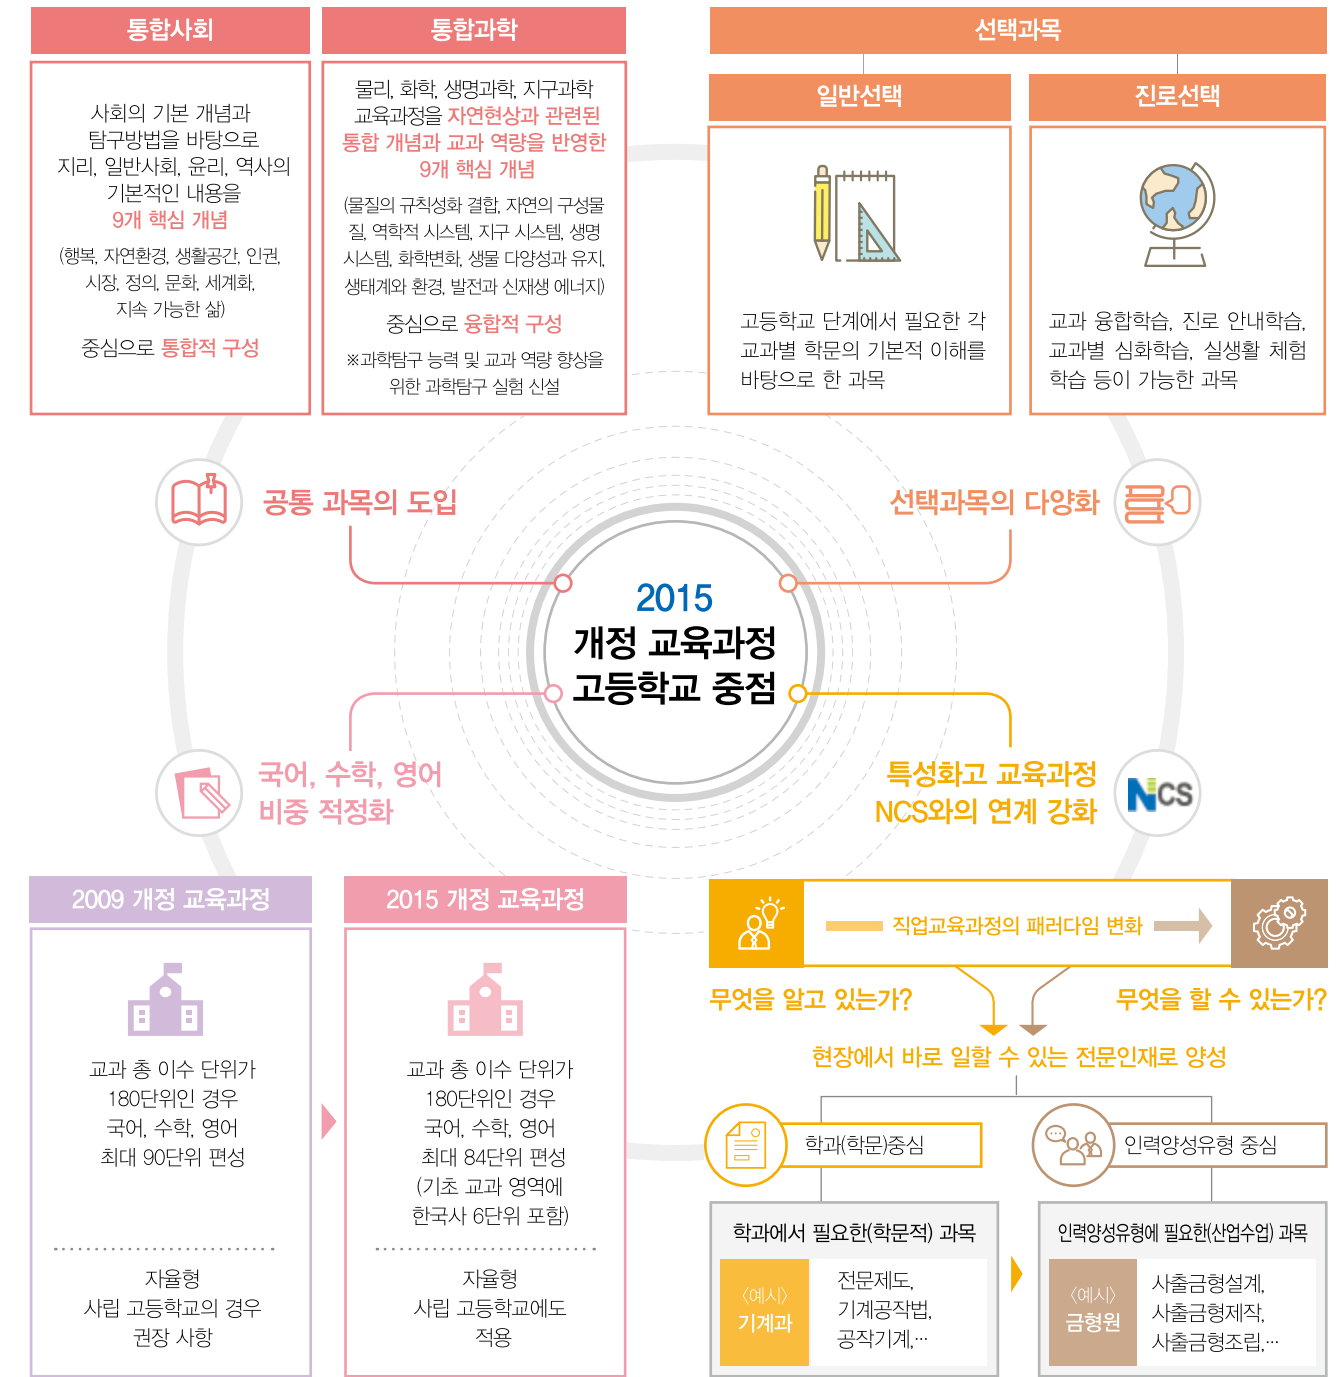 통합사회
사회의 기본 개념과
탐구방법을 바탕으로
지리, 일반사회, 윤리, 역사의
기본적인 내용을
9개 핵심 개념
(행복, 자연환경, 생활공간, 인권,
시장, 정의, 문화, 세계화,
지속 가능한 삶)
중심으로 통합적 구성
통합과학
물리, 화학, 생명과학, 지구과학
교육과정을 자연현상과 관련된
통합 개념과 교과 역량을 반영한
9개 핵심 개념
(물질의 규칙성화 결합, 자연의 구성물
질, 역학적 시스템, 지구 시스템, 생명
시스템, 화학변화, 생물 다양성과 유지,
생태계와 환경, 발전과 신재생 에너지)
중심으로 융합적 구성
※과학탐구 능력 및 교과 역량 향상을
위한 과학탐구 실험 신설
선택과목
일반선택
고등학교 단계에서 필요한 각
교과별 학문의 기본적 이해를
바탕으로 한 과목
진로선택
교과 융합학습, 진로 안내학습,
교과별 심화학습, 실생활 체험
학습 등이 가능한 과목
공통 과목의 도입
선택과목의 다양화
2015
개정 교육과정
고등학교 중점
국어, 수학, 영어
비중 적정화
특성화고 교육과정
NCS와의 연계 강화
NCS
2009 개정 교육과정
교과 총 이수 단위가
180단위인 경우
국어, 수학, 영어
최대 90단위 편성
자율형
사립 고등학교의 경우
권장 사항
2015 개정 교육과정
교과 총 이수 단위가
180단위인 경우
국어, 수학, 영어
최대 84단위 편성
(기초 교과 영역에
한국사 6단위 포함)
자율형
사립 고등학교에도
적용
직업교육과정의 패러다임 변화
무엇을 알고 있는가?
무엇을 할 수 있는가?
현장에서 바로 일할 수 있는 전문인재로 양성
학과(학문)중심
인력양성유형 중심
학과에서 필요한(학문적) 과목
〈예시〉
기계과
전문제도,
기계공작법,
공작기계,…
인력양성유형에 필요한(산업수업) 과목
〈예시〉
금형원
사출금형설계,
사출금형제작,
사출금형조립,…